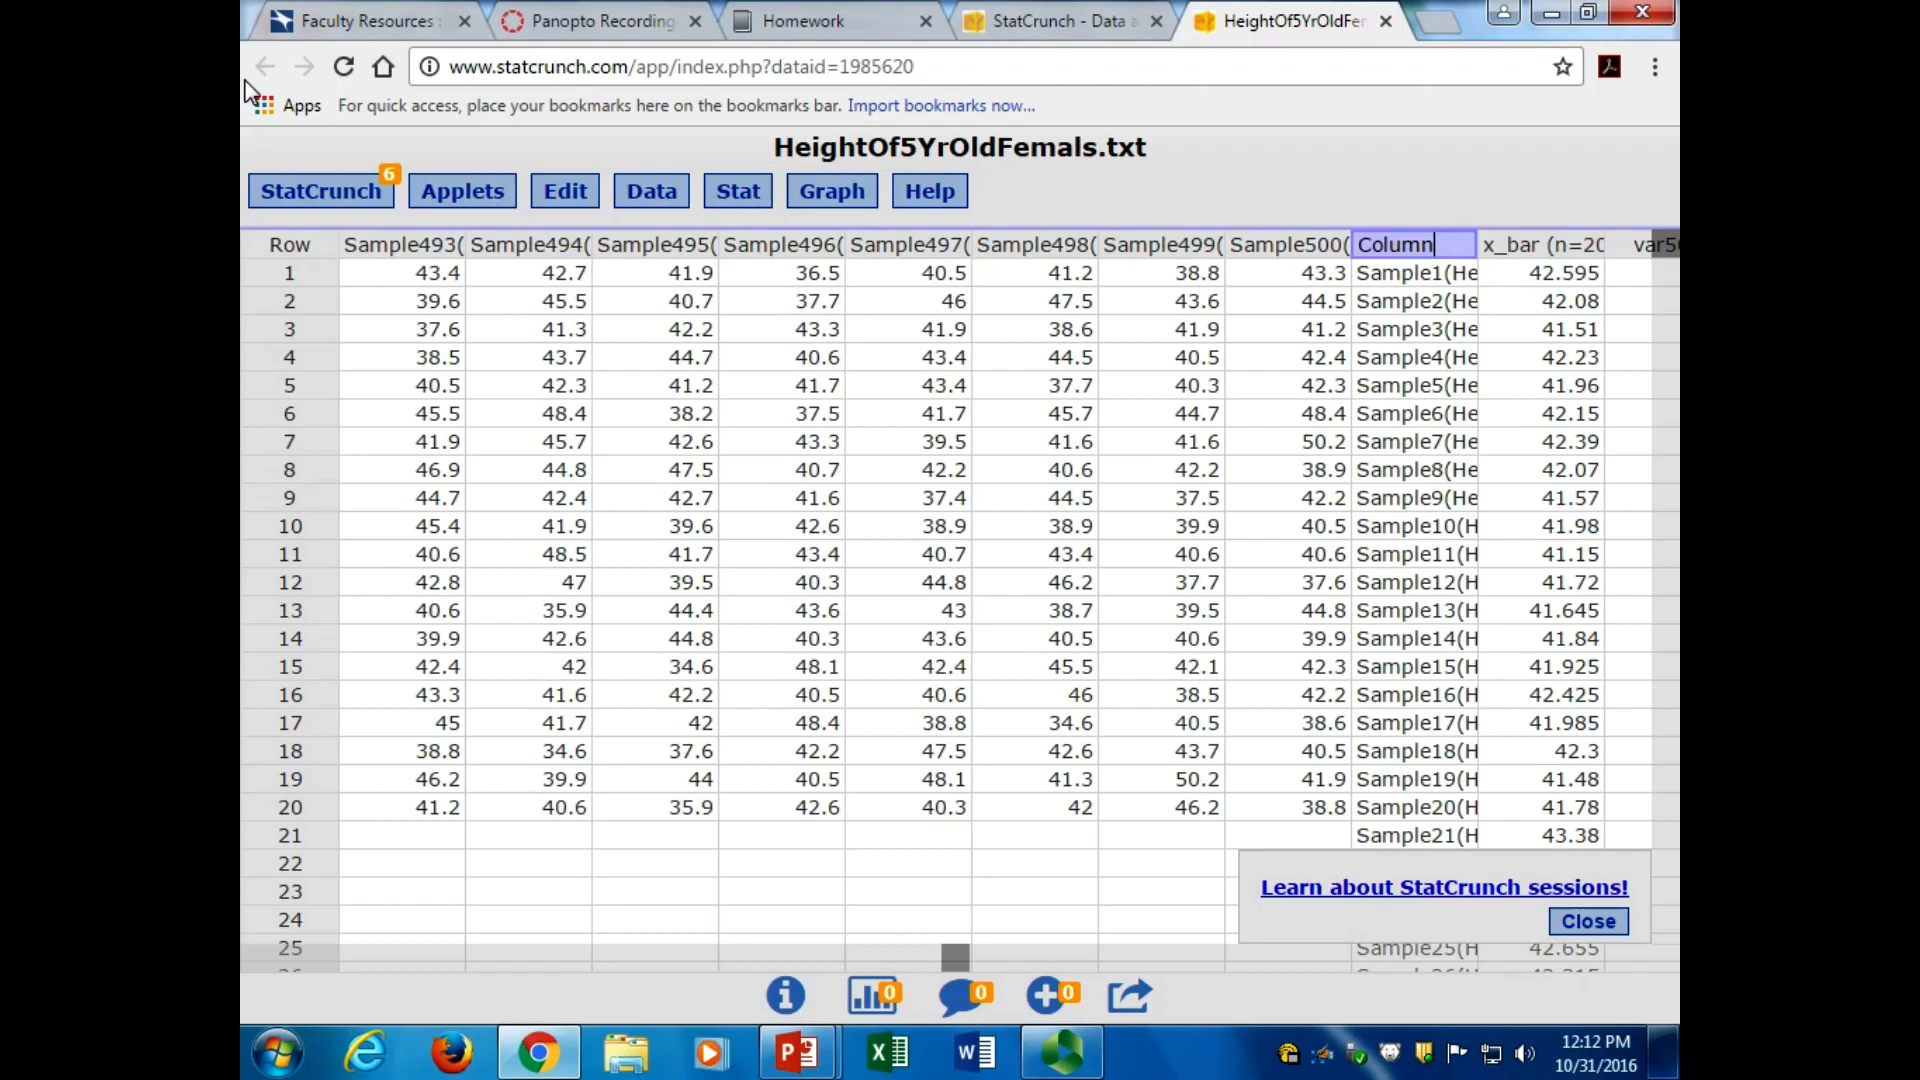 Faculty Resources
Panopto Recording
Homework
StatCrunch - Data
HeightOf5YrOldFem
www.statcrunch.com/app/index.php?dataid=1985620
Apps For quick access, place your bookmarks here on the bookmarks bar. Import bookmarks now...
HeightOf5YrOldFemals.txt
StatCrunch 6 Applets Edit Data Stat Graph Help
Row Sample493( Sample494( Sample495( Sample496( Sample497( Sample498( Sample499( Sample500( Column x_bar (n=20 var50
1 43.4 42.7 41.9 36.5 40.5 41.2 38.8 43.3 Sample1(He 42.595
2 39.6 45.5 40.7 37.7 46 47.5 43.6 44.5 Sample2(He 42.08
3 37.6 41.3 42.2 43.3 41.9 38.6 41.9 41.2 Sample3(He 41.51
4 38.5 43.7 44.7 40.6 43.4 44.5 40.5 42.4 Sample4(He 42.23
5 40.5 42.3 41.2 41.7 43.4 37.7 40.3 42.3 Sample5(He 41.96
6 45.5 48.4 38.2 37.5 41.7 45.7 44.7 48.4 Sample6(He 42.15
7 41.9 45.7 42.6 43.3 39.5 41.6 41.6 50.2 Sample7(He 42.39
8 46.9 44.8 47.5 40.7 42.2 40.6 42.2 38.9 Sample8(He 42.07
9 44.7 42.4 42.7 41.6 37.4 44.5 37.5 42.2 Sample9(He 41.57
10 45.4 41.9 39.6 42.6 38.9 38.9 39.9 40.5 Sample10(H 41.98
11 40.6 48.5 41.7 43.4 40.7 43.4 40.6 40.6 Sample11(H 41.15
12 42.8 47 39.5 40.3 44.8 46.2 37.7 37.6 Sample12(H 41.72
13 40.6 35.9 44.4 43.6 43 38.7 39.5 44.8 Sample13(H 41.645
14 39.9 42.6 44.8 40.3 43.6 40.5 40.6 39.9 Sample14(H 41.84
15 42.4 42 34.6 48.1 42.4 45.5 42.1 42.3 Sample15(H 41.925
16 43.3 41.6 42.2 40.5 40.6 46 38.5 42.2 Sample16(H 42.425
17 45 41.7 42 48.4 38.8 34.6 40.5 38.6 Sample17(H 41.985
18 38.8 34.6 37.6 42.2 47.5 42.6 43.7 40.5 Sample18(H 42.3
19 46.2 39.9 44 40.5 48.1 41.3 50.2 41.9 Sample19(H 41.48
20 41.2 40.6 35.9 42.6 40.3 42 46.2 38.8 Sample20(H 41.78
21 Sample21(H 43.38
22
23
24
25 Sample25(H 42.655
Learn about StatCrunch sessions!
Close
0 0 0
12:12 PM
10/31/2016